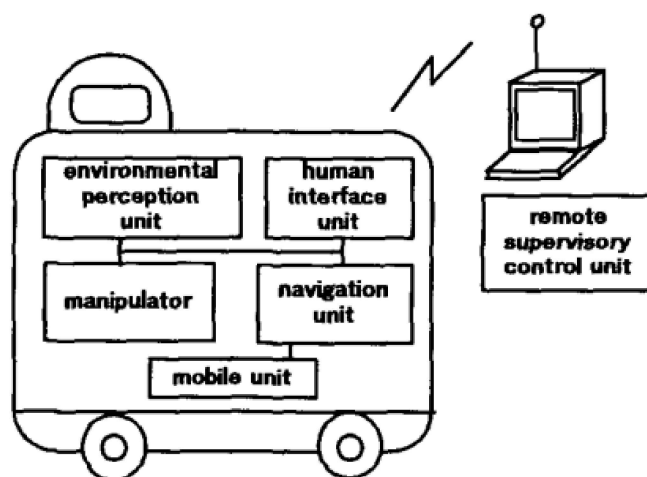 environmental
perception
unit
human
interface
unit
remote
supervisory
control unit
manipulator
navigation
unit
mobile unit